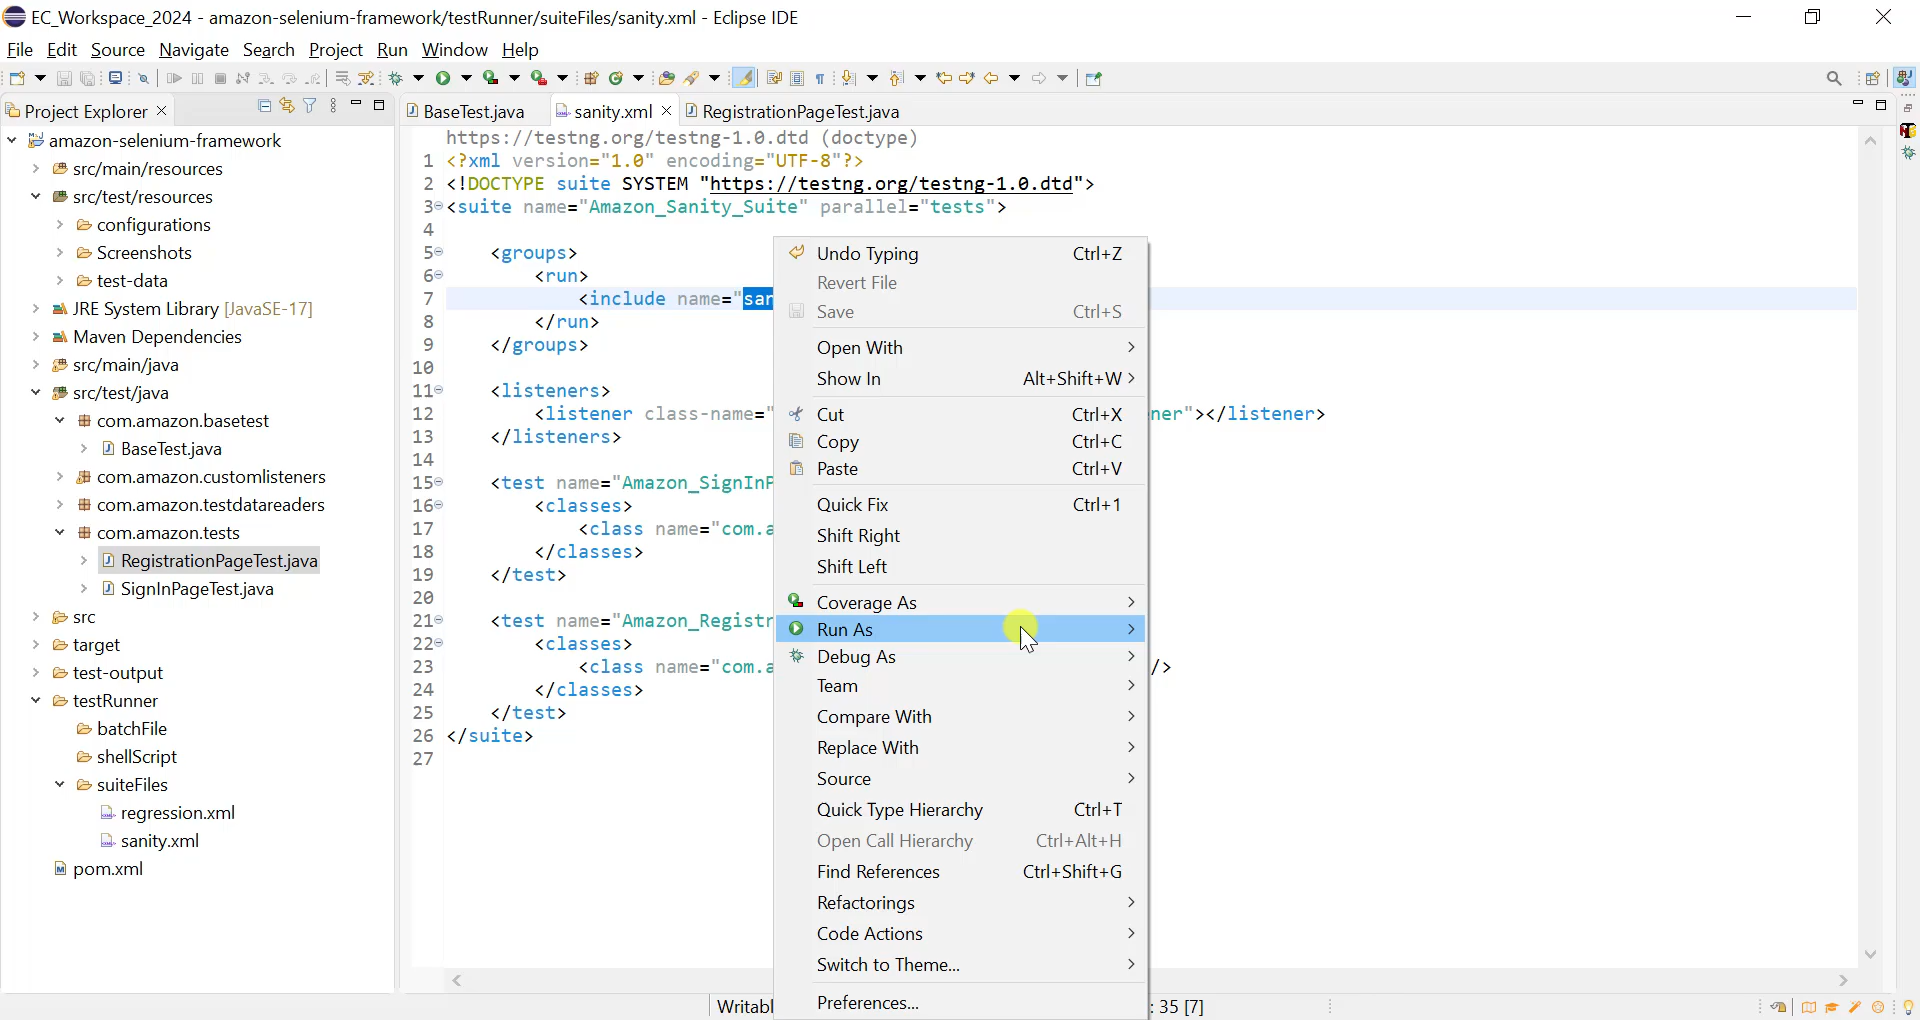 EC_Workspace_2024 - amazon-selenium-framework/testRunner/suiteFiles/sanity.xml - Eclipse IDE
File Edit Source Navigate Search Project Run Window Help
Project Explorer
amazon-selenium-framework
src/main/resources
src/test/resources
configurations
Screenshots
test-data
JRE System Library [JavaSE-17]
Maven Dependencies
src/main/java
src/test/java
com.amazon.basetest
BaseTest.java
com.amazon.customlisteners
com.amazon.testdatareaders
com.amazon.tests
RegistrationPageTest.java
SignInPageTest.java
src
target
test-output
testRunner
batchFile
shellScript
suiteFiles
regression.xml
sanity.xml
pom.xml
BaseTest.java sanity.xml RegistrationPageTest.java
https://testng.org/testng-1.0.dtd (doctype)
1 <?xml version="1.0" encoding="UTF-8"?>
2 <!DOCTYPE suite SYSTEM "https://testng.org/testng-1.0.dtd">
3 <suite name="Amazon_Sanity_Suite" parallel="tests">
4
5 <groups>
6 <run>
7 <include name="san
8 </run>
9 </groups>
10
11 <listeners>
12 <listener class-name=" ner"></listener>
13 </listeners>
14
15 <test name="Amazon_SignInP
16 <classes>
17 <class name="com.a
18 </classes>
19 </test>
20
21 <test name="Amazon_Registr
22 <classes>
23 <class name="com.a />
24 </classes>
25 </test>
26 </suite>
27
Undo Typing Ctrl+Z
Revert File
Save Ctrl+S
Open With
Show In Alt+Shift+W
Cut Ctrl+X
Copy Ctrl+C
Paste Ctrl+V
Quick Fix Ctrl+1
Shift Right
Shift Left
Coverage As
Run As
Debug As
Team
Compare With
Replace With
Source
Quick Type Hierarchy Ctrl+T
Open Call Hierarchy Ctrl+Alt+H
Find References Ctrl+Shift+G
Refactorings
Code Actions
Switch to Theme...
Preferences...
Writabl : 35 [7]